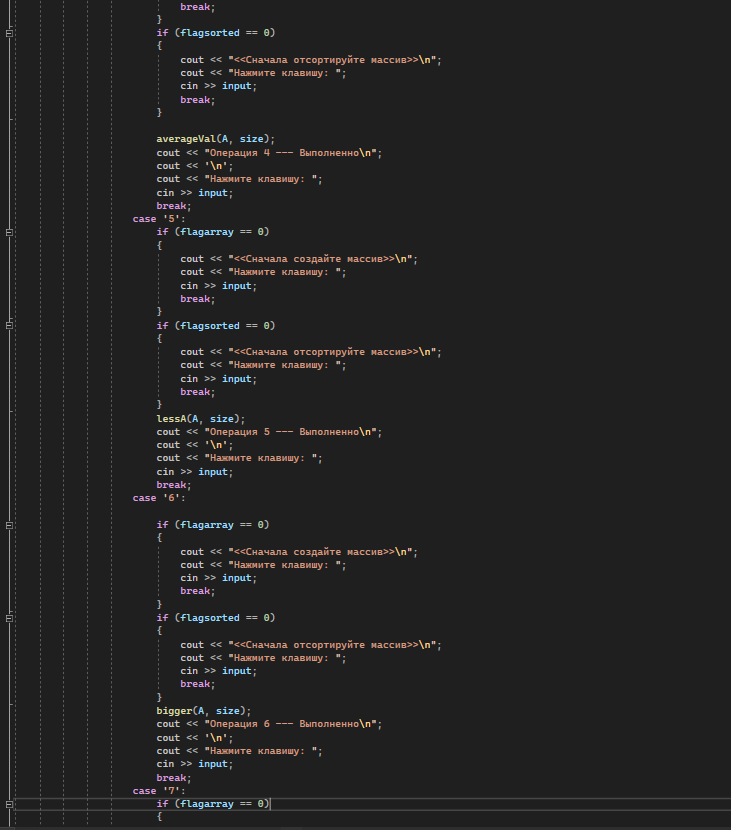 break;
}
if (flagsorted == 0)
{
cout << "<<Сначала отсортируйте массив>>\n";
cout << "Нажмите клавишу: ";
cin >> input;
break;
}
averageVal(A, size);
cout << "Операция 4 --- Выполненно\n";
cout << '\n';
cout << "Нажмите клавишу: ";
cin >> input;
break;
case '5':
if (flagarray == 0)
{
cout << "<<Сначала создайте массив>>\n";
cout << "Нажмите клавишу: ";
cin >> input;
break;
}
if (flagsorted == 0)
{
cout << "<<Сначала отсортируйте массив>>\n";
cout << "Нажмите клавишу: ";
cin >> input;
break;
}
lessA(A, size);
cout << "Операция 5 --- Выполненно\n";
cout << '\n';
cout << "Нажмите клавишу: ";
cin >> input;
break;
case '6':
if (flagarray == 0)
{
cout << "<<Сначала создайте массив>>\n";
cout << "Нажмите клавишу: ";
cin >> input;
break;
}
if (flagsorted == 0)
{
cout << "<<Сначала отсортируйте массив>>\n";
cout << "Нажмите клавишу: ";
cin >> input;
break;
}
bigger(A, size);
cout << "Операция 6 --- Выполненно\n";
cout << '\n';
cout << "Нажмите клавишу: ";
cin >> input;
break;
case '7':
if (flagarray == 0)
{